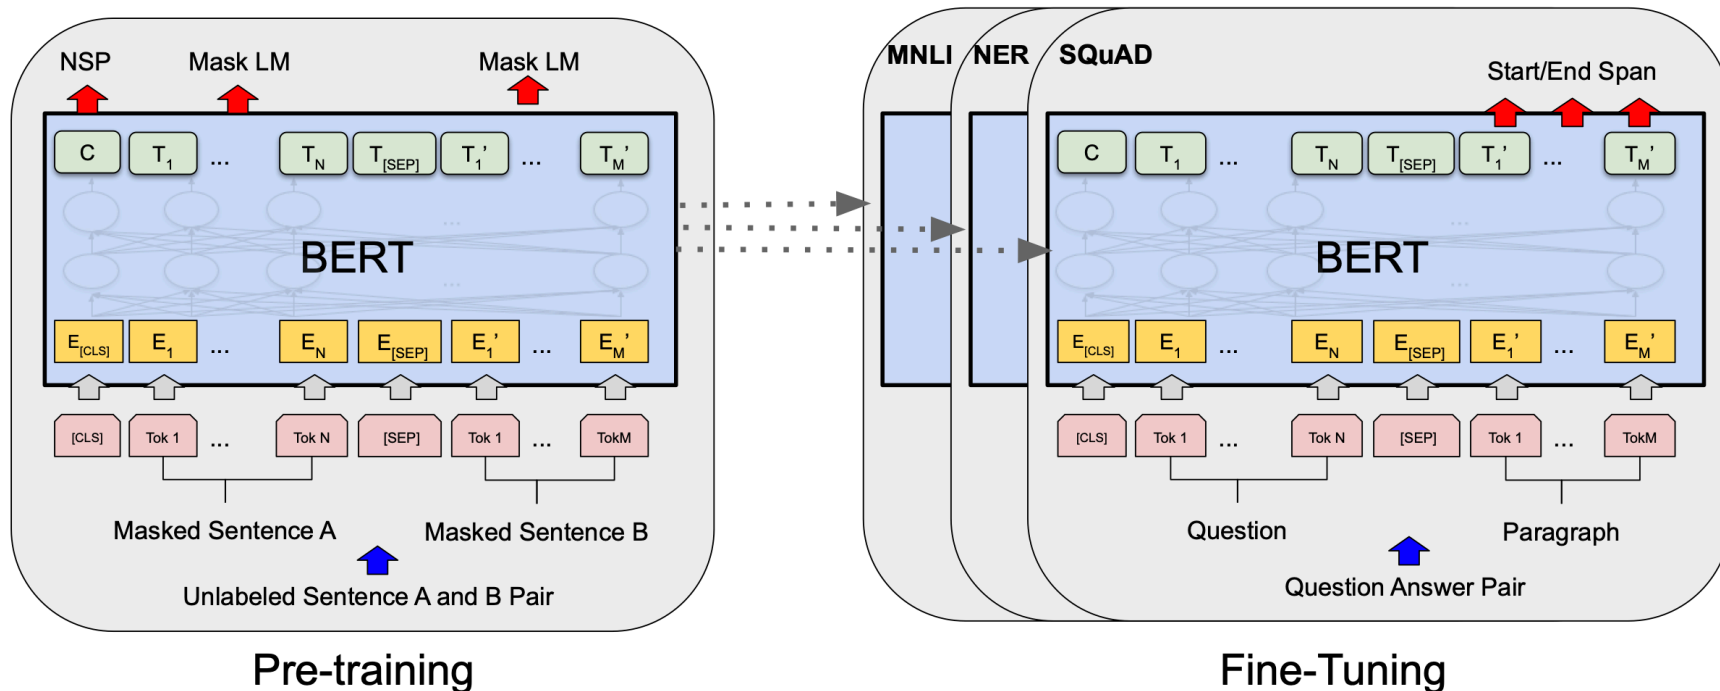 NSP Mask LM Mask LM
C T1 ... TN T[SEP] T1' ... TM'
...
BERT
...
E[CLS] E1 ... EN E[SEP] E1' ... EM'
[CLS] Tok 1 ... Tok N [SEP] Tok 1 ... TokM
Masked Sentence A Masked Sentence B
Unlabeled Sentence A and B Pair
Pre-training
MNLI NER SQuAD
Start/End Span
C T1 ... TN T[SEP] T1' ... TM'
...
BERT
...
E[CLS] E1 ... EN E[SEP] E1' ... EM'
[CLS] Tok 1 ... Tok N [SEP] Tok 1 ... TokM
Question Paragraph
Question Answer Pair
Fine-Tuning